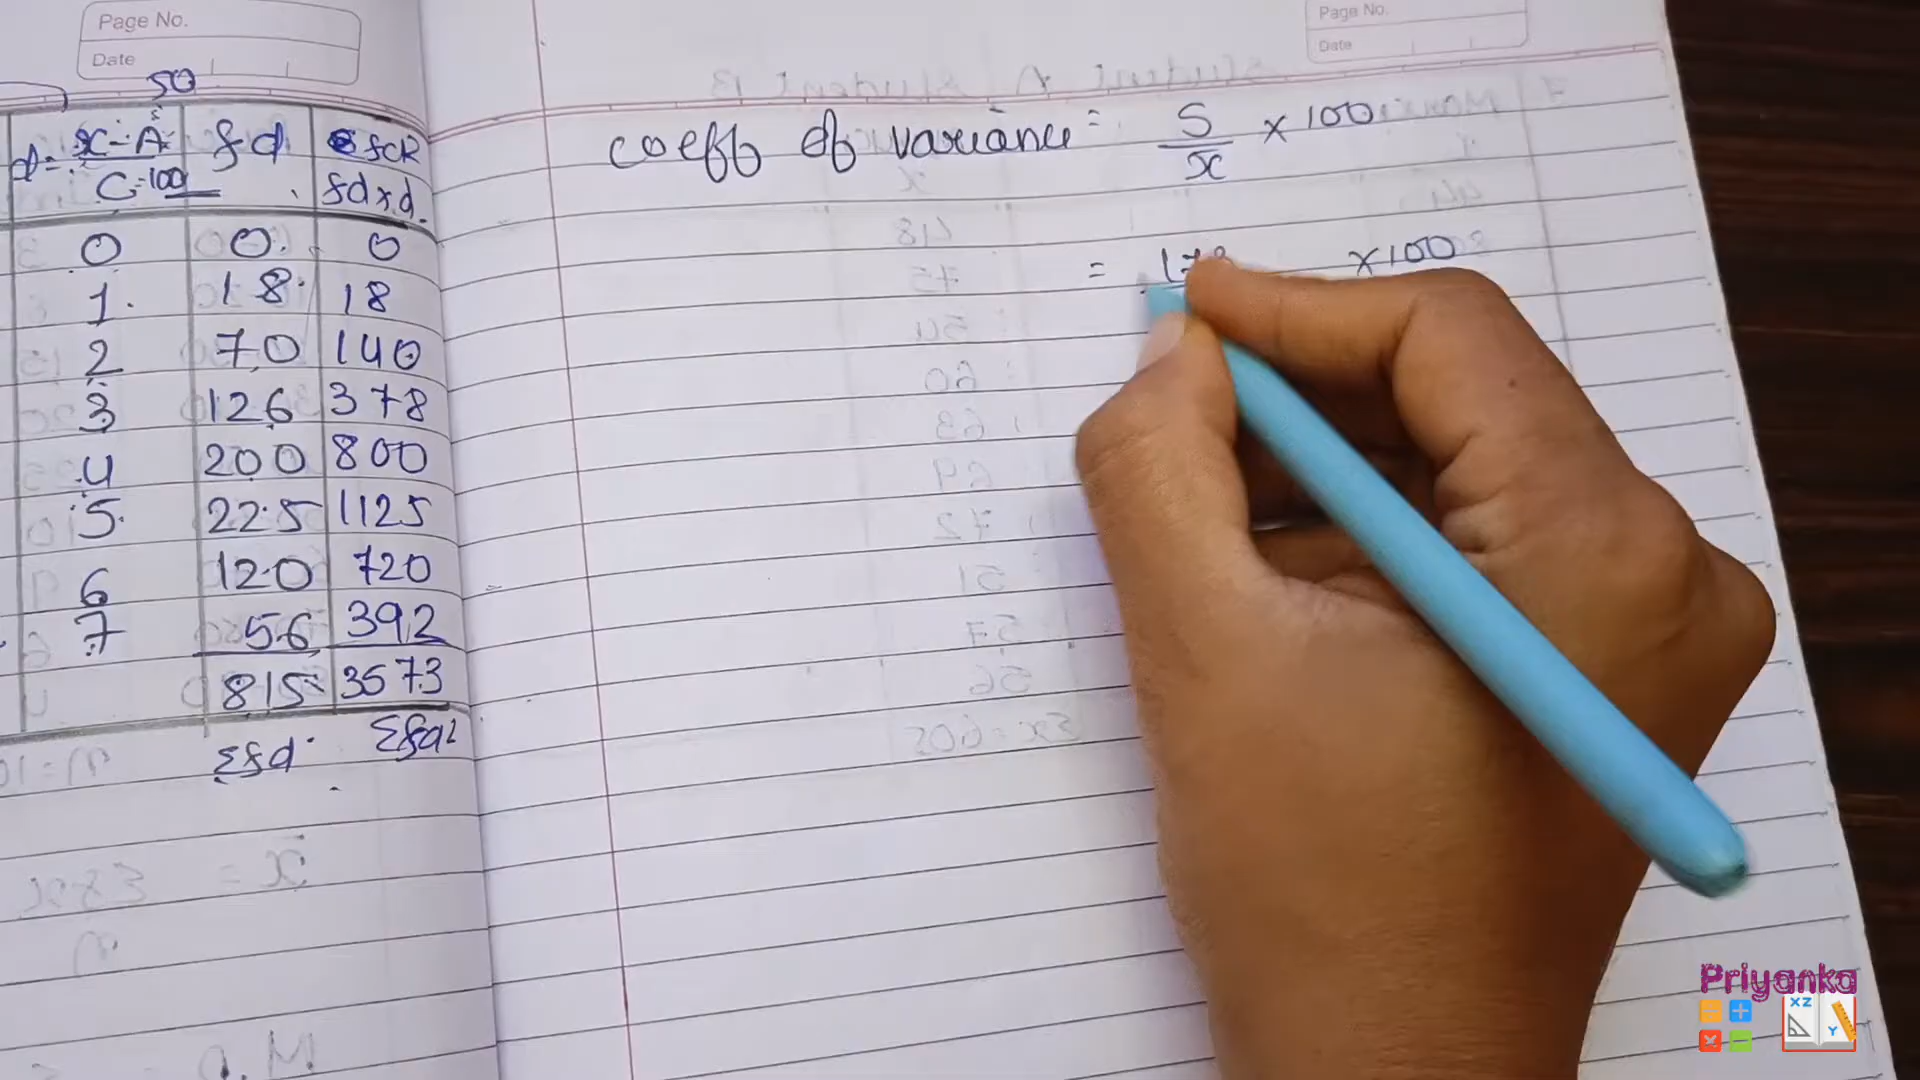 Page No.
Date
50
d = x - A / C = 100 fd fd²
fd x d.
0 0 0
1 18 18
2 70 140
3 126 378
4 200 800
5 225 1125
6 120 720
7 56 392
815 3573
Σfd Σfd²
Page No.
Date
coeff of variance = S / x × 100
= × 100
Priyanka
XZ
Y